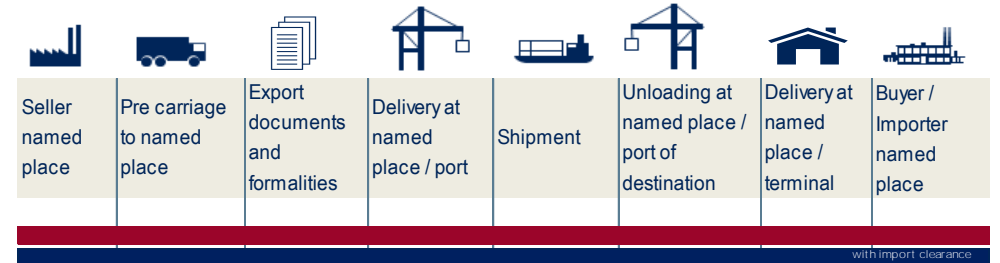 Seller
named
place
Pre carriage
to named
place
Export
documents
and
formalities
Delivery at
named
place / port
Shipment
Unloading at
named place /
port of
destination
Delivery at
named
place /
terminal
Buyer /
Importer
named
place
with import clearance